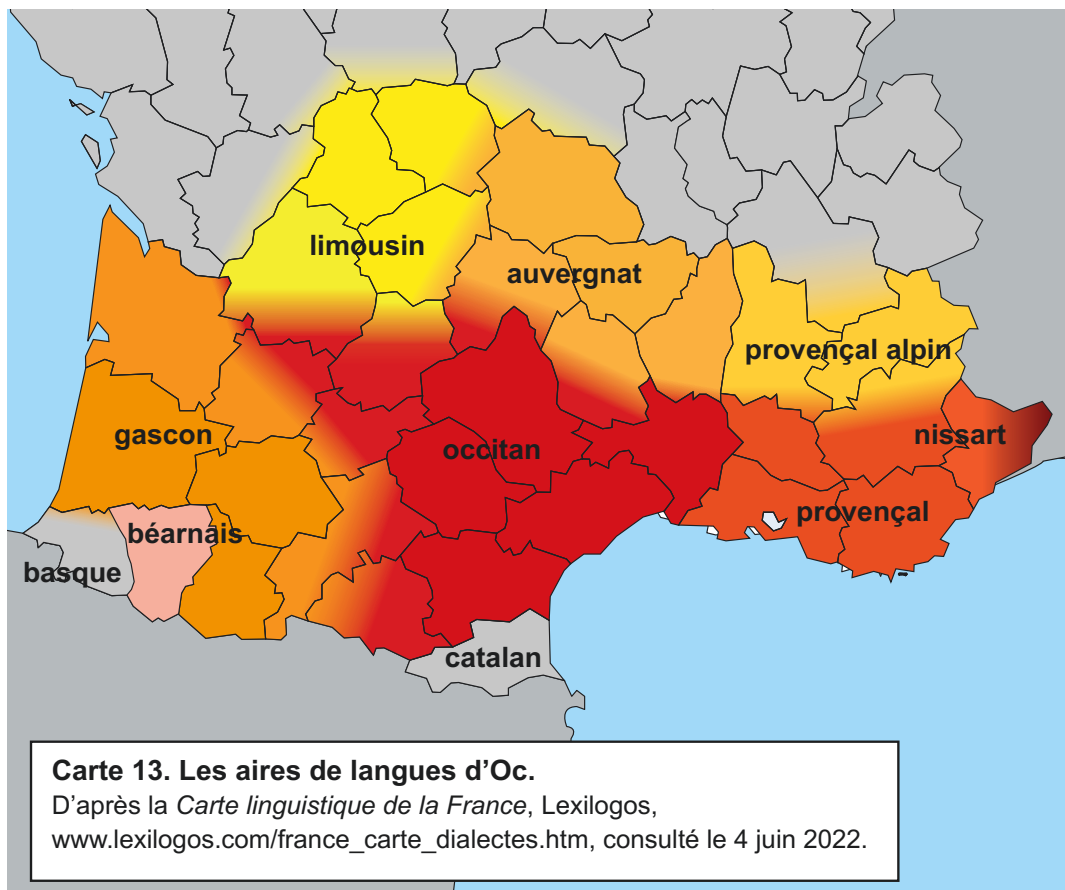 limousin
auvergnat
provençal alpin
gascon
nissart
occitan
provençal
béarnais
basque
catalan
Carte 13. Les aires de langues d’Oc.
D’après la Carte linguistique de la France, Lexilogos,
www.lexilogos.com/france_carte_dialectes.htm, consulté le 4 juin 2022.